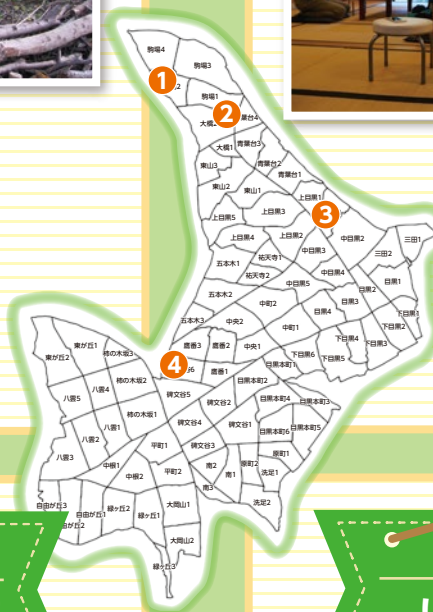 駒場4
駒場3
1
2
駒場1
2
大橋2
葉台4
大橋1
青葉台3
青葉台2
東山3
青葉台1
東山2
東山1
上目黒1
3
上目黒5
上目黒3
上目黒4
上目黒2
中目黒2
三田1
中目黒3
三田2
五本木1
祐天寺1
祐天寺2
中目黒4
中目黒5
目黒1
目黒2
五本木2
中町2
目黒3
目黒4
下目黒1
五本木3
中央2
中町1
下目黒2
下目黒4
下目黒3
鷹番3
鷹番2
中央1
下目黒6
下目黒5
4
6
鷹番1
目黒本町1
目黒本町2
東が丘1
東が丘2
柿の木坂3
柿の木坂2
碑文谷5
碑文谷2
目黒本町4
目黒本町3
八雲5
八雲4
柿の木坂1
碑文谷4
碑文谷1
目黒本町6
目黒本町5
八雲1
八雲2
平町1
碑文谷3
八雲3
中根1
中根2
平町2
南2
南1
原町2
原町1
洗足1
南3
洗足2
自由が丘3
自由が丘1
が丘2
緑ヶ丘2
緑ヶ丘1
大岡山1
大岡山2
緑ヶ丘3